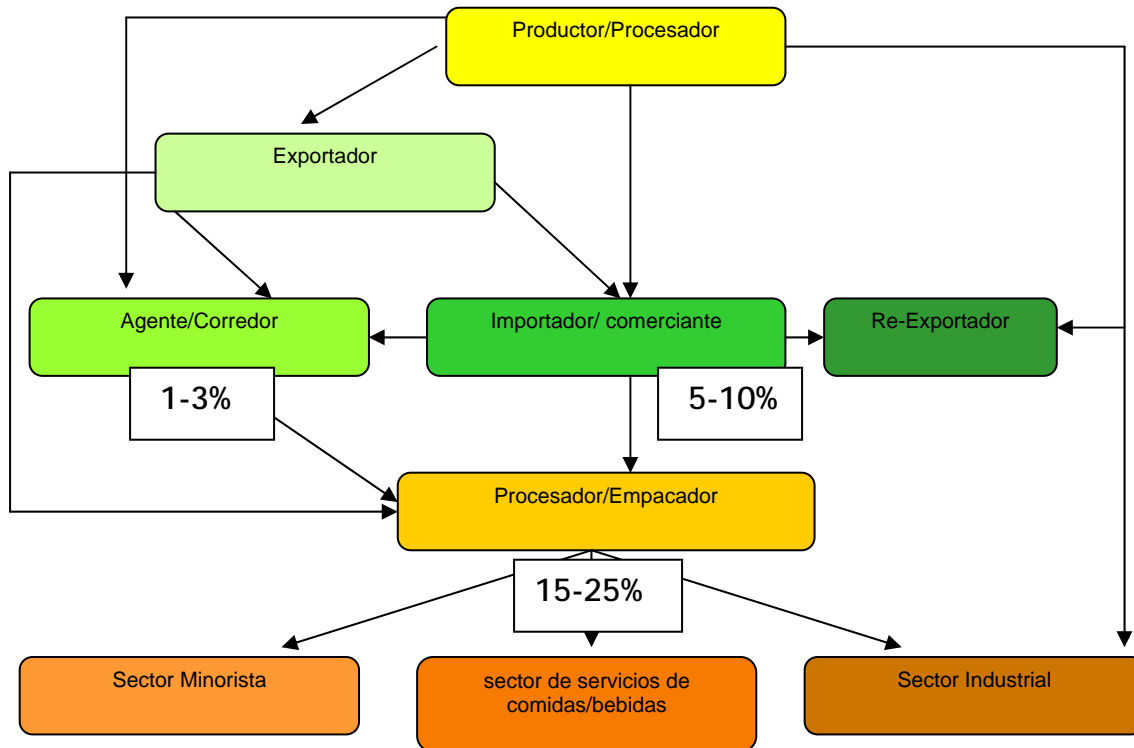 Productor/Procesador
Exportador
Agente/Corredor
Importador/ comerciante
Re-Exportador
1-3%
5-10%
Procesador/Empacador
15-25%
Sector Minorista
sector de servicios de
comidas/bebidas
Sector Industrial